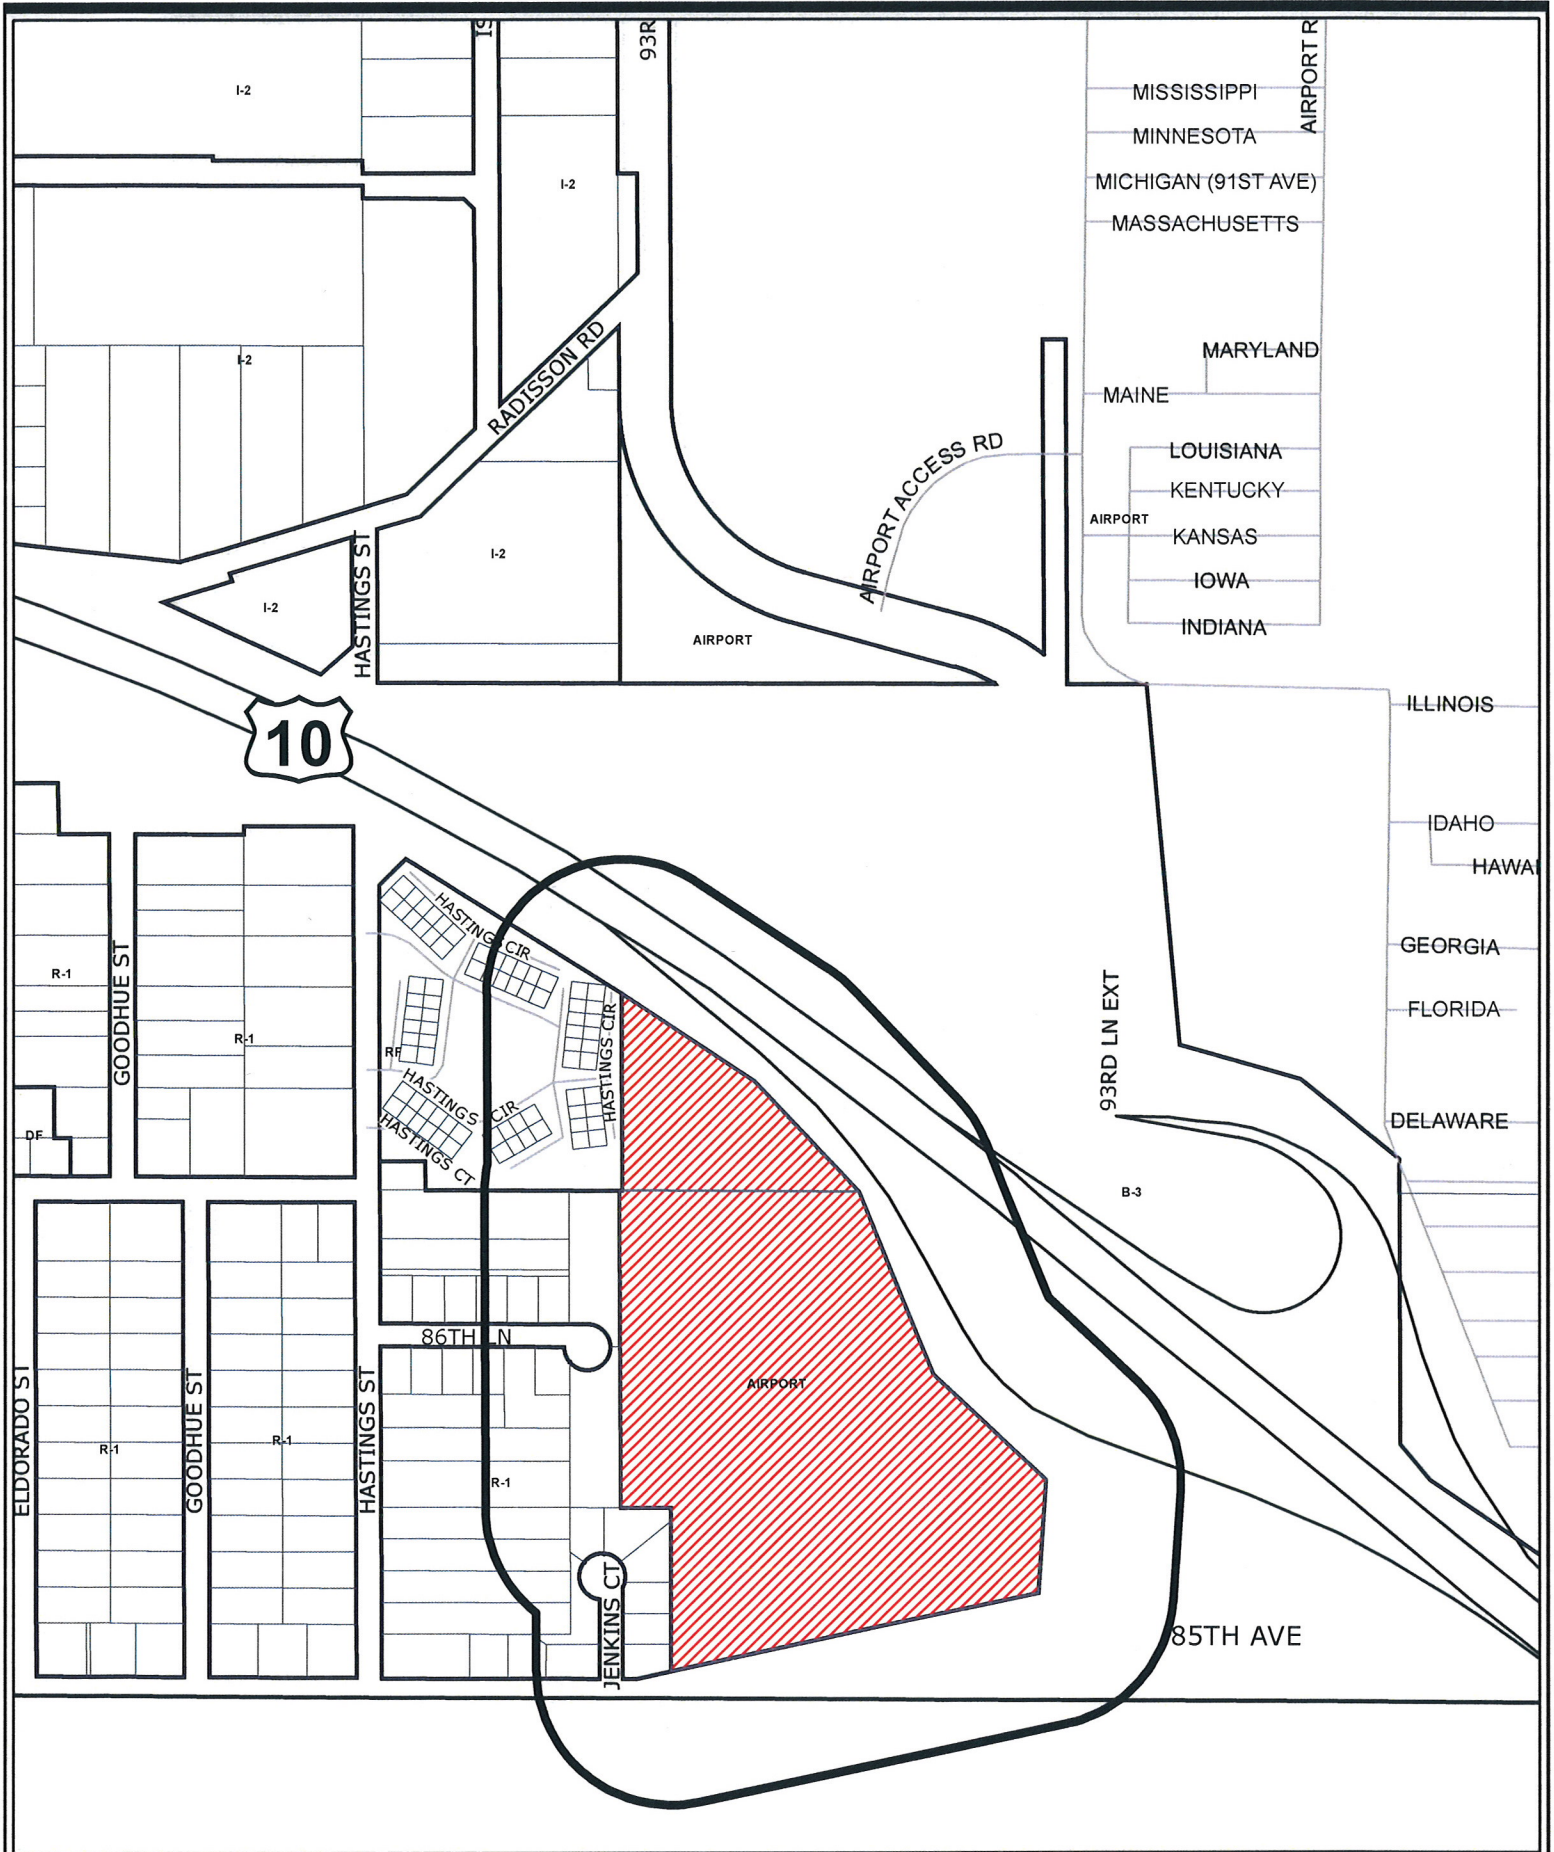 IS
93R
AIRPORT R
I-2
MISSISSIPPI
MINNESOTA
I-2
MICHIGAN (91ST AVE)
MASSACHUSETTS
RADISSON RD
I-2
MARYLAND
MAINE
AIRPORT ACCESS RD
LOUISIANA
KENTUCKY
AIRPORT
KANSAS
HASTINGS ST
I-2
IOWA
I-2
INDIANA
AIRPORT
ILLINOIS
10
IDAHO
HAWAI
HASTINGS CIR
GEORGIA
R-1
GOODHUE ST
FLORIDA
93RD LN EXT
R-1
RF
HASTINGS CIR
HASTINGS CIR
DELAWARE
DF
HASTINGS CT
B-3
86TH LN
AIRPORT
ELDORADO ST
R-1
GOODHUE ST
R-1
HASTINGS ST
R-1
JENKINS CT
85TH AVE